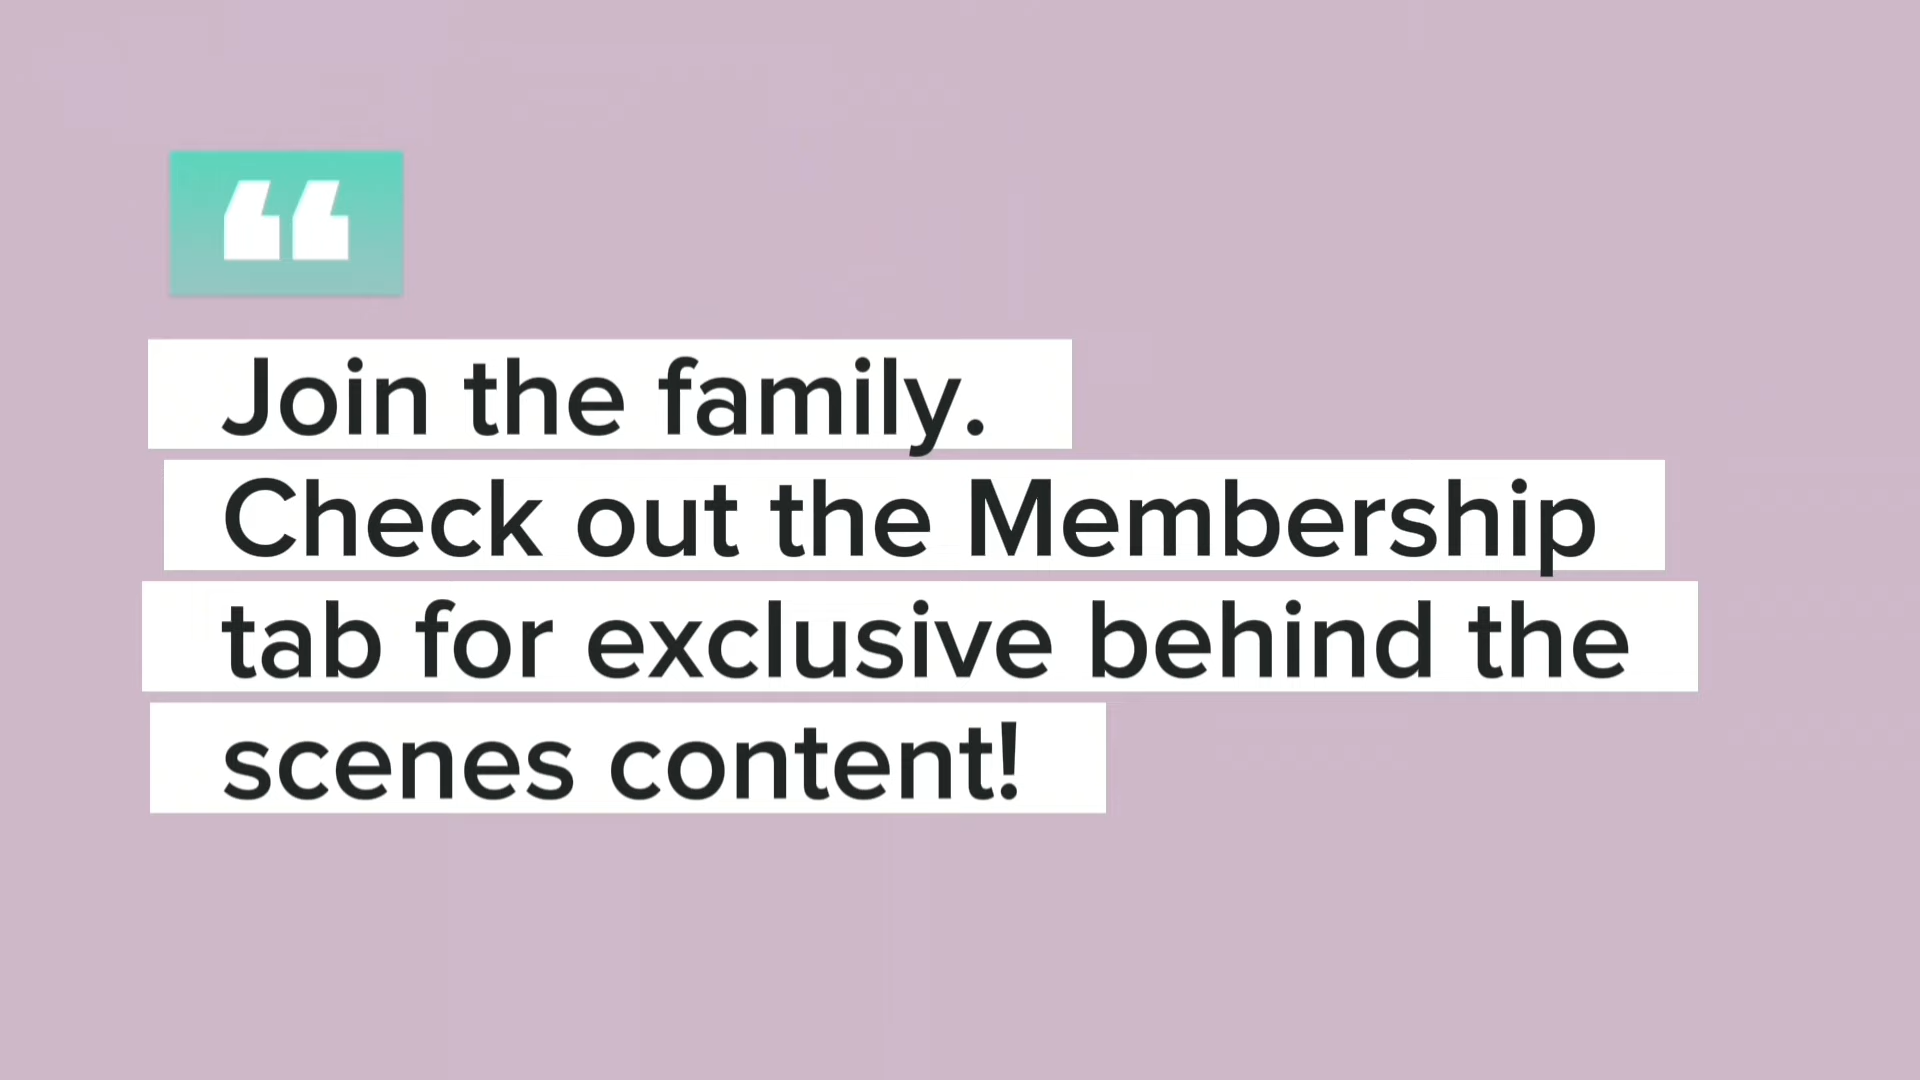 “
Join the family.
Check out the Membership
tab for exclusive behind the
scenes content!